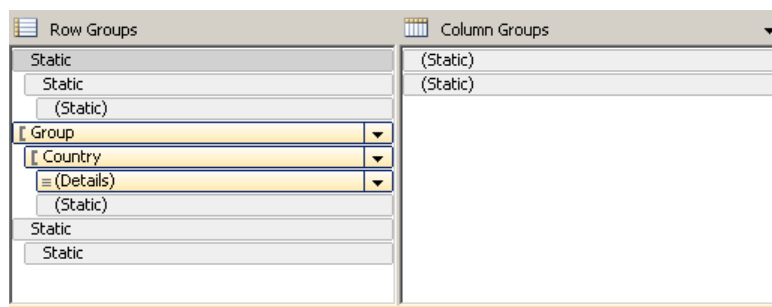 Row Groups
Column Groups
Static
Static
(Static)
Group
Country
(Details)
(Static)
Static
Static
(Static)
(Static)